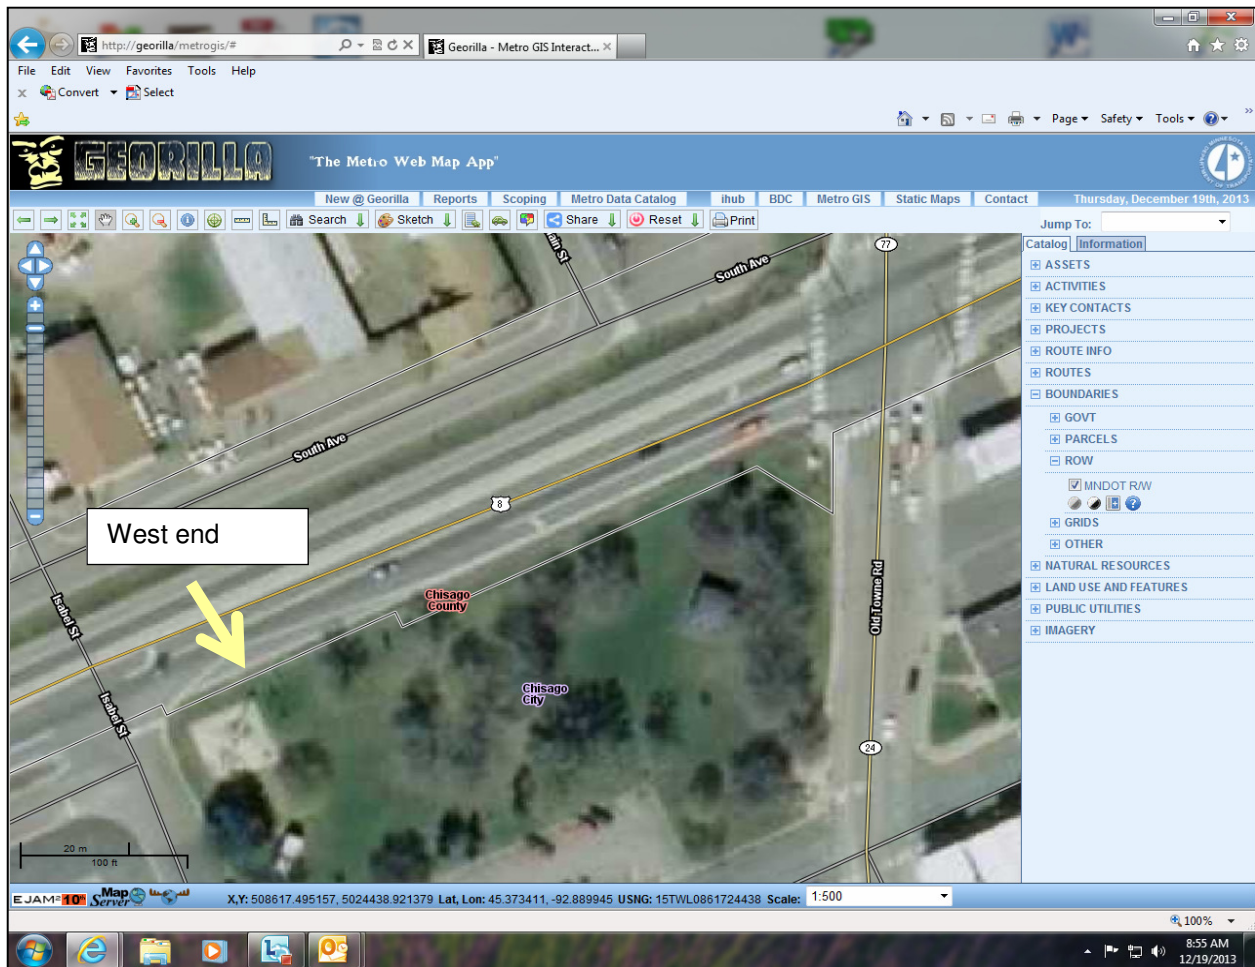 http://georilla/metrogis/#
Georilla - Metro GIS Interact...
File Edit View Favorites Tools Help
x Convert Select
Page Safety Tools
GEORILLA "The Metro Web Map App"
New @ Georilla Reports Scoping Metro Data Catalog ihub BDC Metro GIS Static Maps Contact Thursday, December 19th, 2013
Search Sketch Share Reset Print Jump To:
Catalog Information
ASSETS
ACTIVITIES
KEY CONTACTS
PROJECTS
ROUTE INFO
ROUTES
BOUNDARIES
GOVT
PARCELS
ROW
MNDOT R/W
GRIDS
OTHER
NATURAL RESOURCES
LAND USE AND FEATURES
PUBLIC UTILITIES
IMAGERY
Main St
South Ave
77
South Ave
8
West end
Isabel St
Chisago
County
Old Towne Rd
Chisago
City
Isabel St
24
20 m
100 ft
EJAM² 10th Map Server X,Y: 508617.495157, 5024438.921379 Lat, Lon: 45.373411, -92.889945 USNG: 15TWL0861724438 Scale: 1:500
100%
8:55 AM
12/19/2013